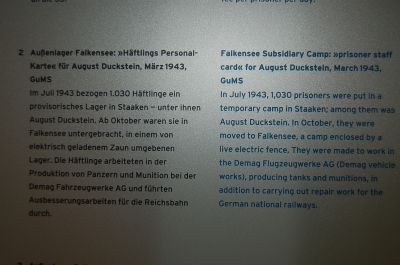 fee per prisoner per day.
2 Außenlager Falkensee: »Häftlings Personal-
Karte« für August Duckstein, März 1943,
GuMS
Im Juli 1943 bezogen 1.030 Häftlinge ein
provisorisches Lager in Staaken – unter ihnen
August Duckstein. Ab Oktober waren sie in
Falkensee untergebracht, in einem von
elektrisch geladenem Zaun umgebenen
Lager. Die Häftlinge arbeiteten in der
Produktion von Panzern und Munition bei der
Demag Fahrzeugwerke AG und führten
Ausbesserungsarbeiten für die Reichsbahn
durch.
Falkensee Subsidiary Camp: »prisoner staff
card« for August Duckstein, March 1943,
GuMS
In July 1943, 1,030 prisoners were put in a
temporary camp in Staaken; among them was
August Duckstein. In October, they were
moved to Falkensee, a camp enclosed by a
live electric fence. They were made to work in
the Demag Flugzeugwerke AG (Demag vehicle
works), producing tanks and munitions, in
addition to carrying out repair work for the
German national railways.